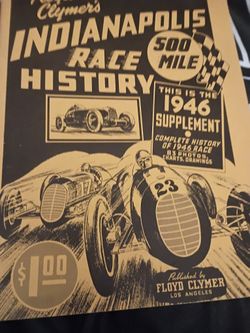 Clymer's
INDIANAPOLIS
RACE
HISTORY
500
MILE
THIS IS THE
1946
SUPPLEMENT
COMPLETE HISTORY
OF 1946 RACE
PHOTOS,
CHARTS, DRAWINGS
23
$1.00
Published by
FLOYD CLYMER
LOS ANGELES